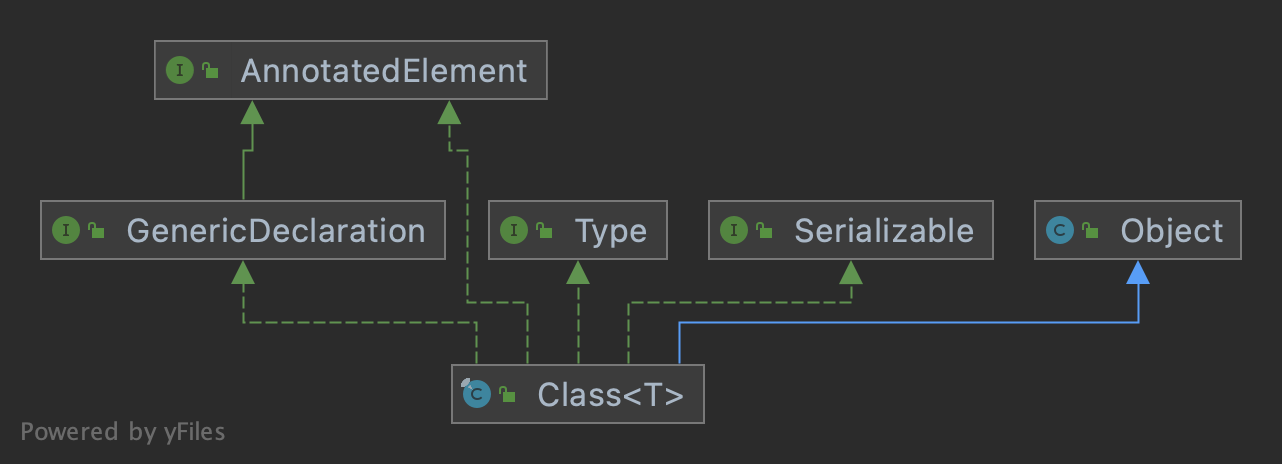 AnnotatedElement
GenericDeclaration
Type
Serializable
Object
Class<T>
Powered by yFiles